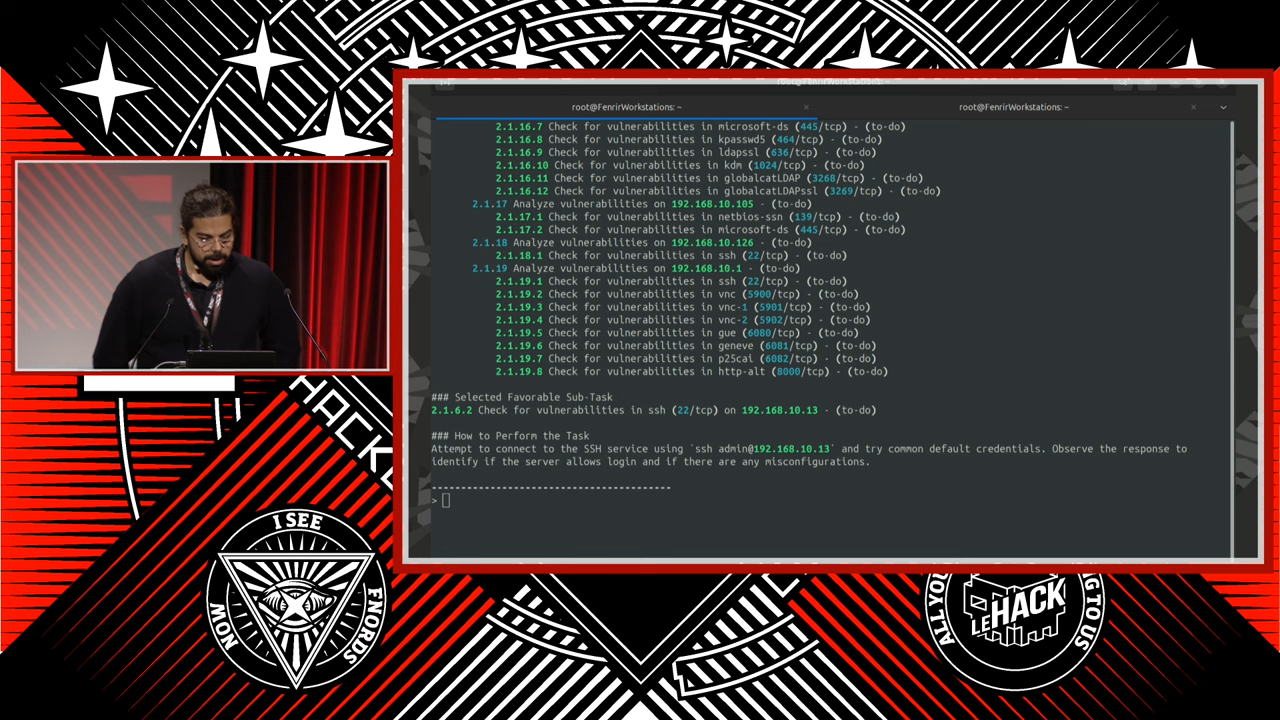 root@FenrirWorkstations: ~
root@FenrirWorkstations: ~
root@FenrirWorkstations: ~
2.1.16.7 Check for vulnerabilities in microsoft-ds (445/tcp) - (to-do)
2.1.16.8 Check for vulnerabilities in kpasswd5 (464/tcp) - (to-do)
2.1.16.9 Check for vulnerabilities in ldapssl (636/tcp) - (to-do)
2.1.16.10 Check for vulnerabilities in kdm (1024/tcp) - (to-do)
2.1.16.11 Check for vulnerabilities in globalcatLDAP (3268/tcp) - (to-do)
2.1.16.12 Check for vulnerabilities in globalcatLDAPssl (3269/tcp) - (to-do)
2.1.17 Analyze vulnerabilities on 192.168.10.105 - (to-do)
2.1.17.1 Check for vulnerabilities in netbios-ssn (139/tcp) - (to-do)
2.1.17.2 Check for vulnerabilities in microsoft-ds (445/tcp) - (to-do)
2.1.18 Analyze vulnerabilities on 192.168.10.126 - (to-do)
2.1.18.1 Check for vulnerabilities in ssh (22/tcp) - (to-do)
2.1.19 Analyze vulnerabilities on 192.168.10.1 - (to-do)
2.1.19.1 Check for vulnerabilities in ssh (22/tcp) - (to-do)
2.1.19.2 Check for vulnerabilities in vnc (5900/tcp) - (to-do)
2.1.19.3 Check for vulnerabilities in vnc-1 (5901/tcp) - (to-do)
2.1.19.4 Check for vulnerabilities in vnc-2 (5902/tcp) - (to-do)
2.1.19.5 Check for vulnerabilities in gue (6080/tcp) - (to-do)
2.1.19.6 Check for vulnerabilities in geneve (6081/tcp) - (to-do)
2.1.19.7 Check for vulnerabilities in p25cai (6082/tcp) - (to-do)
2.1.19.8 Check for vulnerabilities in http-alt (8000/tcp) - (to-do)
### Selected Favorable Sub-Task
2.1.6.2 Check for vulnerabilities in ssh (22/tcp) on 192.168.10.13 - (to-do)
### How to Perform the Task
Attempt to connect to the SSH service using `ssh admin@192.168.10.13` and try common default credentials. Observe the response to
identify if the server allows login and if there are any misconfigurations.
----------------------------------------
>
HACK
I SEE
FNORDS
NOW
ALL YO
LEHACK
NG TO US